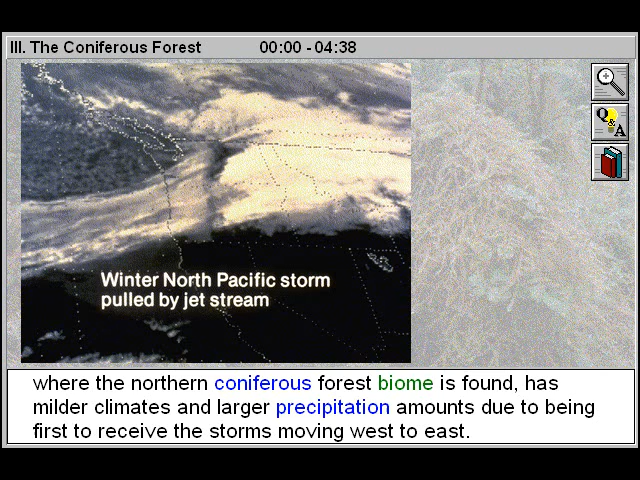 III. The Coniferous Forest 00:00 - 04:38
Q&A
Winter North Pacific storm
pulled by jet stream
where the northern coniferous forest biome is found, has
milder climates and larger precipitation amounts due to being
first to receive the storms moving west to east.